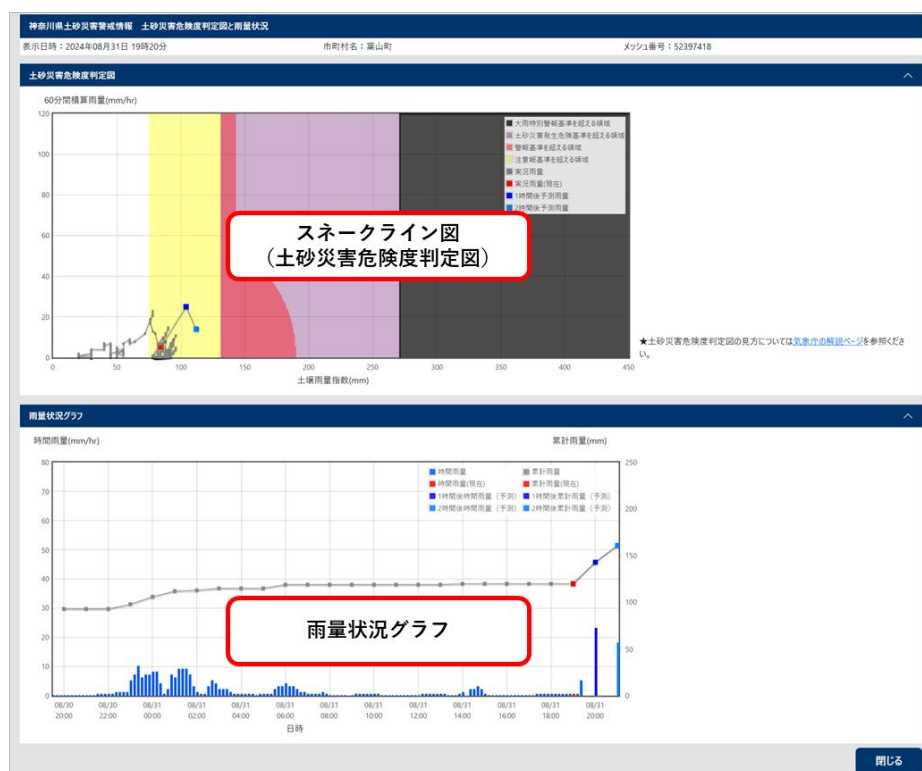 神奈川県土砂災害警戒情報 土砂災害危険度判定図と雨量状況
表示日時：2024年08月31日 19時20分 市町村名：葉山町 メッシュ番号：52397418
土砂災害危険度判定図
60分間積算雨量(mm/hr)
120
100
80
60
40
20
0
0 50 100 150 200 250 300 350 400 450
土壌雨量指数(mm)
大雨特別警報基準を超える領域
土砂災害発生危険基準を超える領域
警報基準を超える領域
注意報基準を超える領域
実況雨量
実況雨量(現在)
1時間後予測雨量
2時間後予測雨量
スネークライン図
（土砂災害危険度判定図）
★土砂災害危険度判定図の見方については気象庁の解説ページを参照くださ
い。
雨量状況グラフ
時間雨量(mm/hr) 累計雨量(mm)
80
70
60
50
40
30
20
10
0
250
200
150
100
50
0
時間雨量 累計雨量
時間雨量(現在) 累計雨量(現在)
1時間後時間雨量（予測） 1時間後累計雨量（予測）
2時間後時間雨量（予測） 2時間後累計雨量（予測）
雨量状況グラフ
08/30 08/30 08/31 08/31 08/31 08/31 08/31 08/31 08/31 08/31 08/31 08/31 08/31
20:00 22:00 00:00 02:00 04:00 06:00 08:00 10:00 12:00 14:00 16:00 18:00 20:00
日時
閉じる